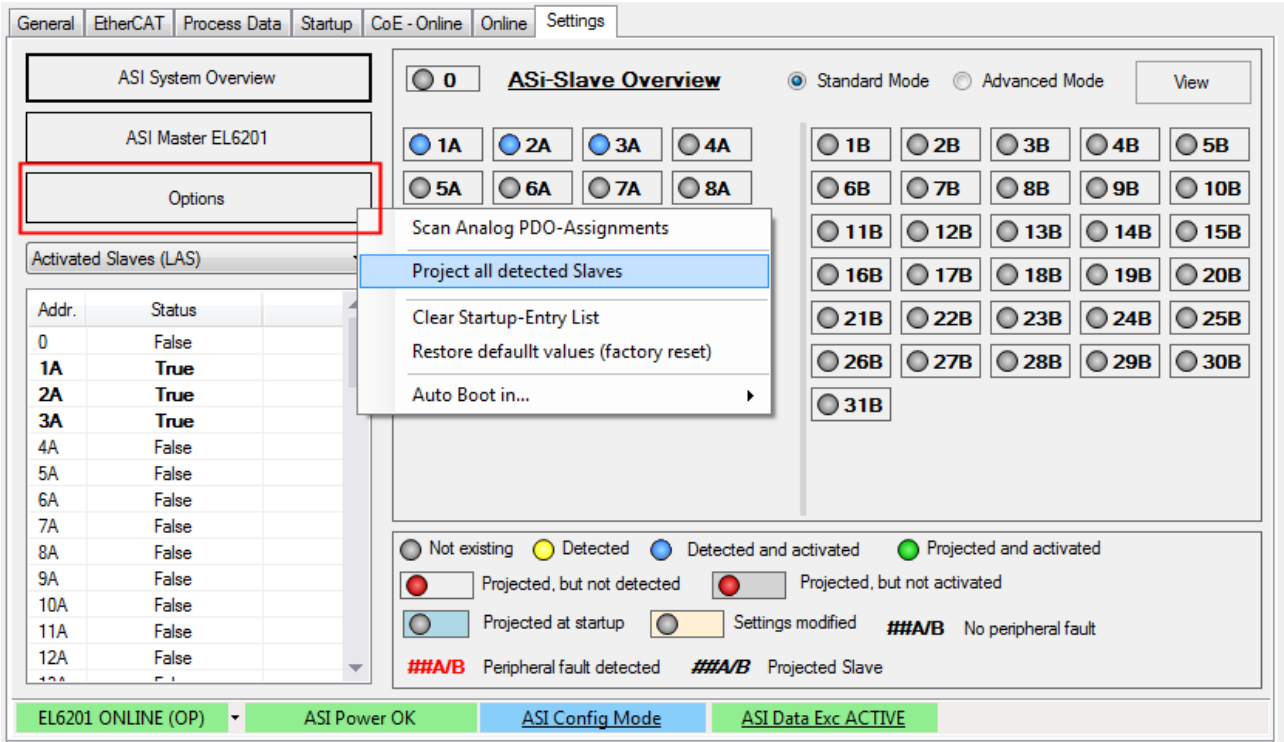 General EtherCAT Process Data Startup CoE - Online Online Settings
ASI System Overview
ASI Master EL6201
Options
Activated Slaves (LAS)
Addr. Status
0 False
1A True
2A True
3A True
4A False
5A False
6A False
7A False
8A False
9A False
10A False
11A False
12A False
0 ASi-Slave Overview Standard Mode Advanced Mode View
1A 2A 3A 4A
5A 6A 7A 8A
1B 2B 3B 4B 5B
6B 7B 8B 9B 10B
11B 12B 13B 14B 15B
16B 17B 18B 19B 20B
21B 22B 23B 24B 25B
26B 27B 28B 29B 30B
31B
Scan Analog PDO-Assignments
Project all detected Slaves
Clear Startup-Entry List
Restore defaullt values (factory reset)
Auto Boot in...
Not existing Detected Detected and activated Projected and activated
Projected, but not detected Projected, but not activated
Projected at startup Settings modified ##A/B No peripheral fault
##A/B Peripheral fault detected ##A/B Projected Slave
EL6201 ONLINE (OP) ASI Power OK ASI Config Mode ASI Data Exc ACTIVE